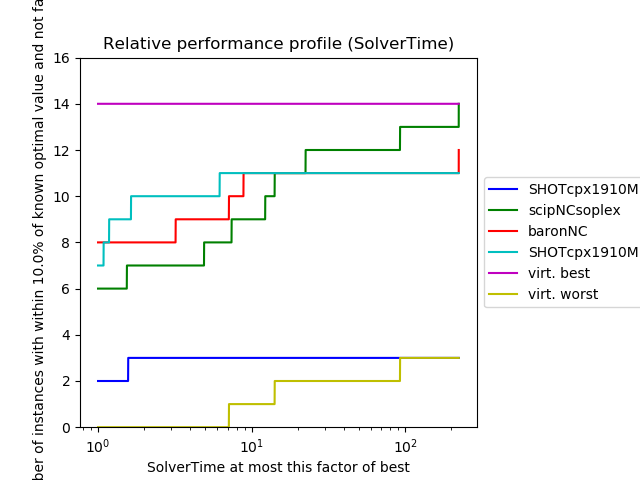 Relative performance profile (SolverTime)
of instances with within 10.0% of known optimal value and not
16
14
12
10
8
6
4
2
0
10^0
10^1
10^2
SolverTime at most this factor of best
SHOTcpx1910M
scipNCsoplex
baronNC
SHOTcpx1910M
virt. best
virt. worst